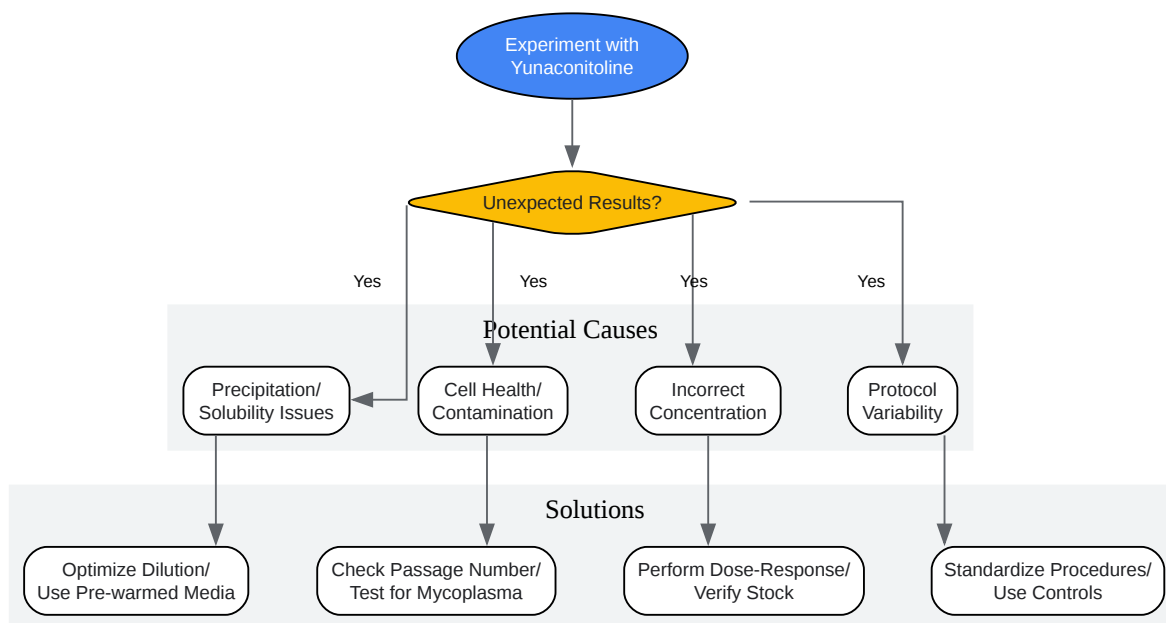 Experiment with
Yunaconitoline
Unexpected Results?
Yes
Yes
Yes
Yes
Potential Causes
Precipitation/
Solubility Issues
Cell Health/
Contamination
Incorrect
Concentration
Protocol
Variability
Solutions
Optimize Dilution/
Use Pre-warmed Media
Check Passage Number/
Test for Mycoplasma
Perform Dose-Response/
Verify Stock
Standardize Procedures/
Use Controls